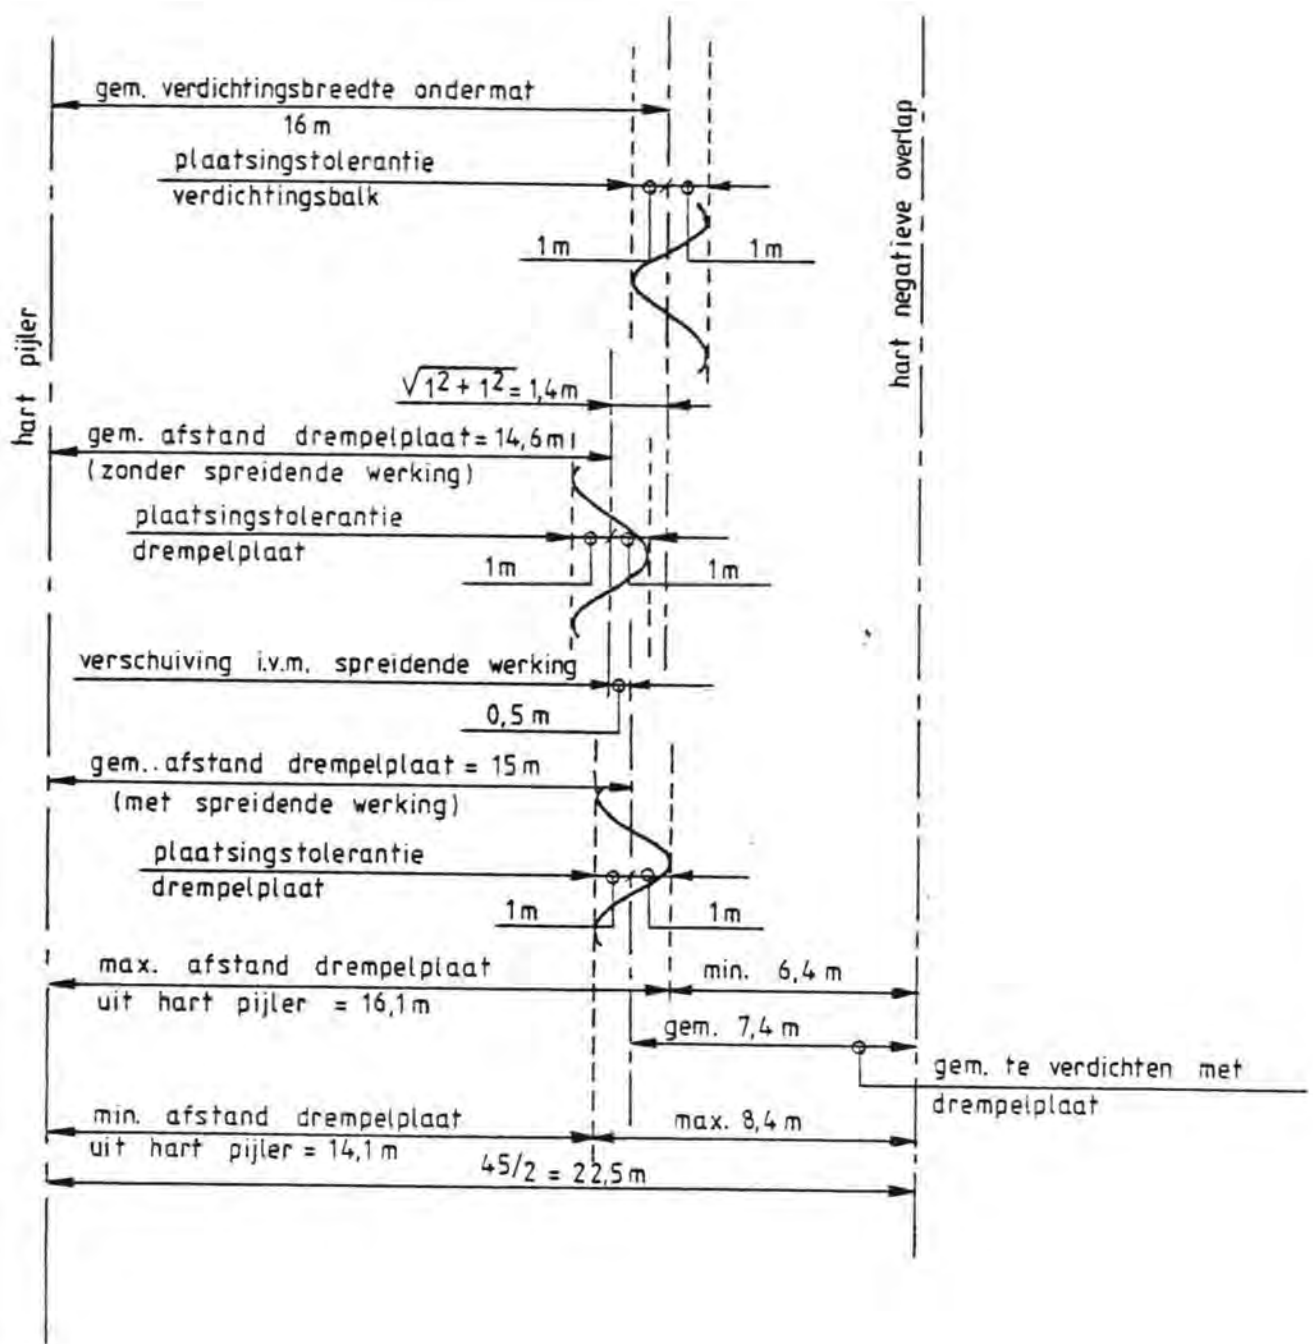 gem. verdichtingsbreedte ondermat
16 m
plaatsingstolerantie
verdichtingsbalk
1 m
1 m
hart pijler
hart negatieve overlap
√1² + 1² = 1,4 m
gem. afstand drempelplaat = 14,6 m
(zonder spreidende werking)
plaatsingstolerantie
drempelplaat
1 m
1 m
verschuiving i.v.m. spreidende werking
0,5 m
gem. afstand drempelplaat = 15 m
(met spreidende werking)
plaatsingstolerantie
drempelplaat
1 m
1 m
max. afstand drempelplaat
uit hart pijler = 16,1 m
min. 6,4 m
gem. 7,4 m
gem. te verdichten met
drempelplaat
min. afstand drempelplaat
uit hart pijler = 14,1 m
max. 8,4 m
45/2 = 22,5 m